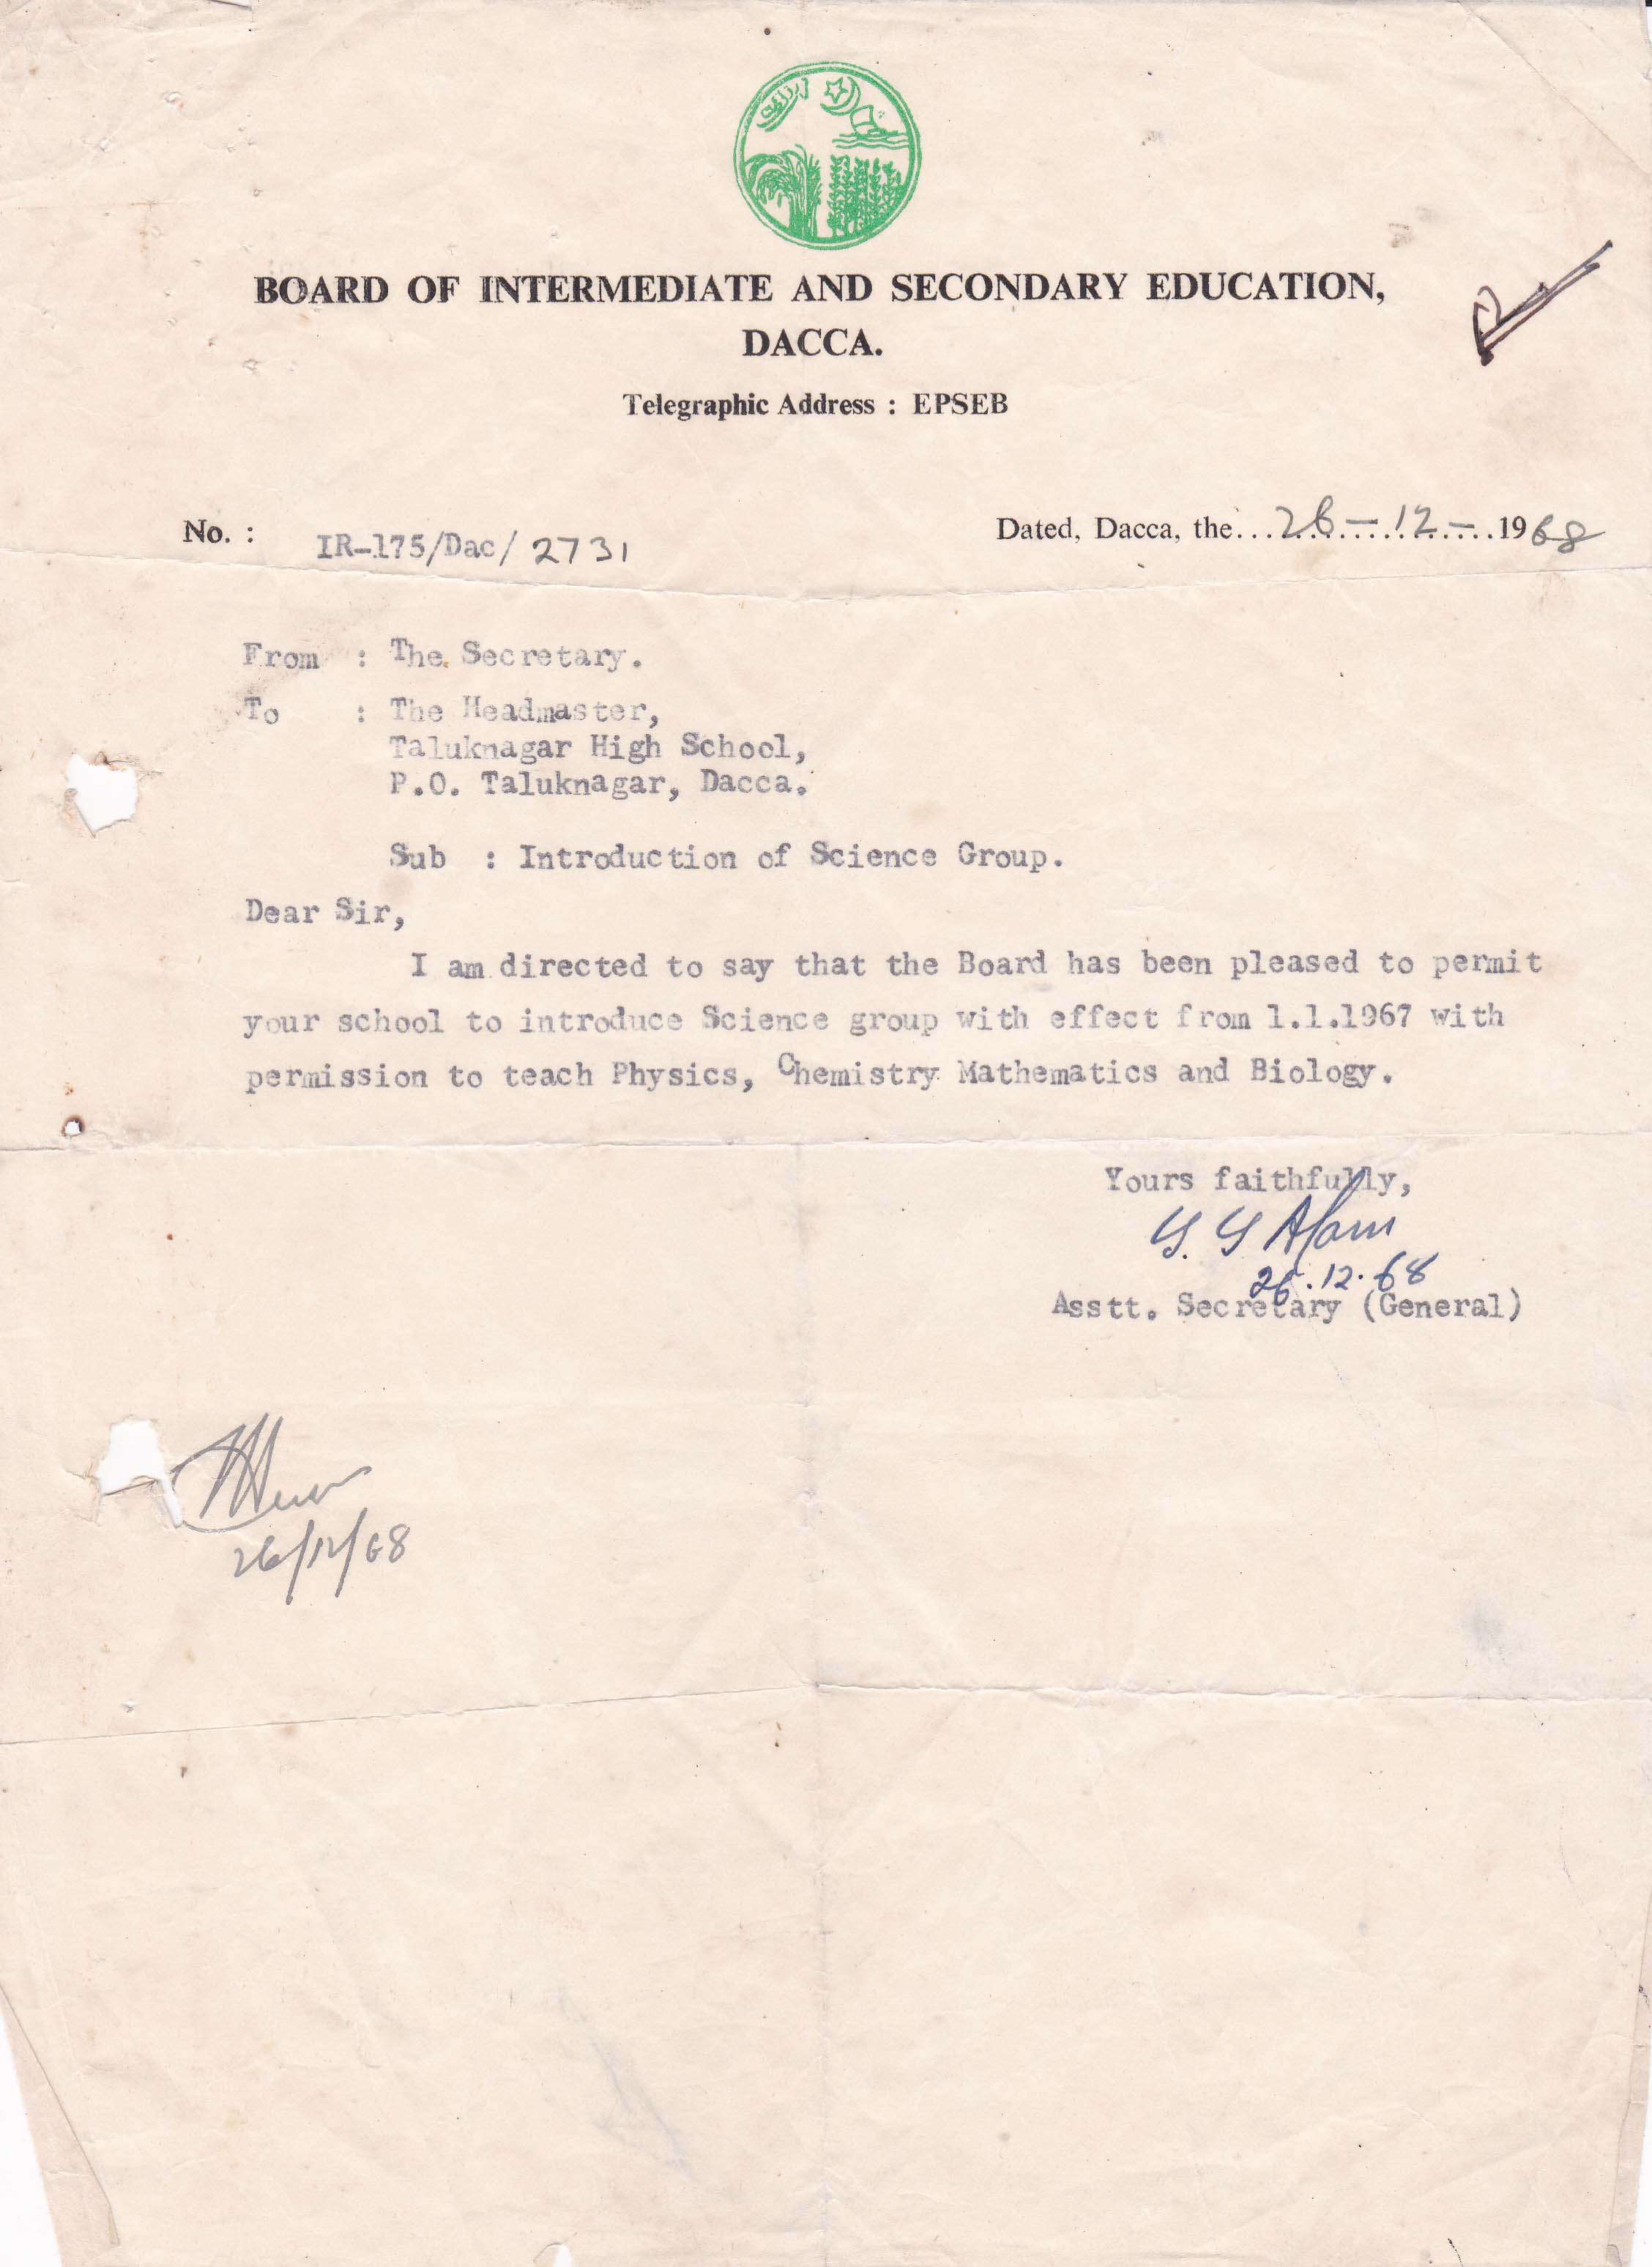 BOARD OF INTERMEDIATE AND SECONDARY EDUCATION,
DACCA.
Telegraphic Address : EPSEB
No. : IR-175/Dac/ 2731
Dated, Dacca, the...26-12-..1968
From : The Secretary.
To : The Headmaster,
Taluknagar High School,
P.O. Taluknagar, Dacca.
Sub : Introduction of Science Group.
Dear Sir,
I am directed to say that the Board has been pleased to permit
your school to introduce Science group with effect from 1.1.1967 with
permission to teach Physics, Chemistry Mathematics and Biology.
Yours faithfully,
Alam
26.12.68
Asstt. Secretary (General)
26/12/68